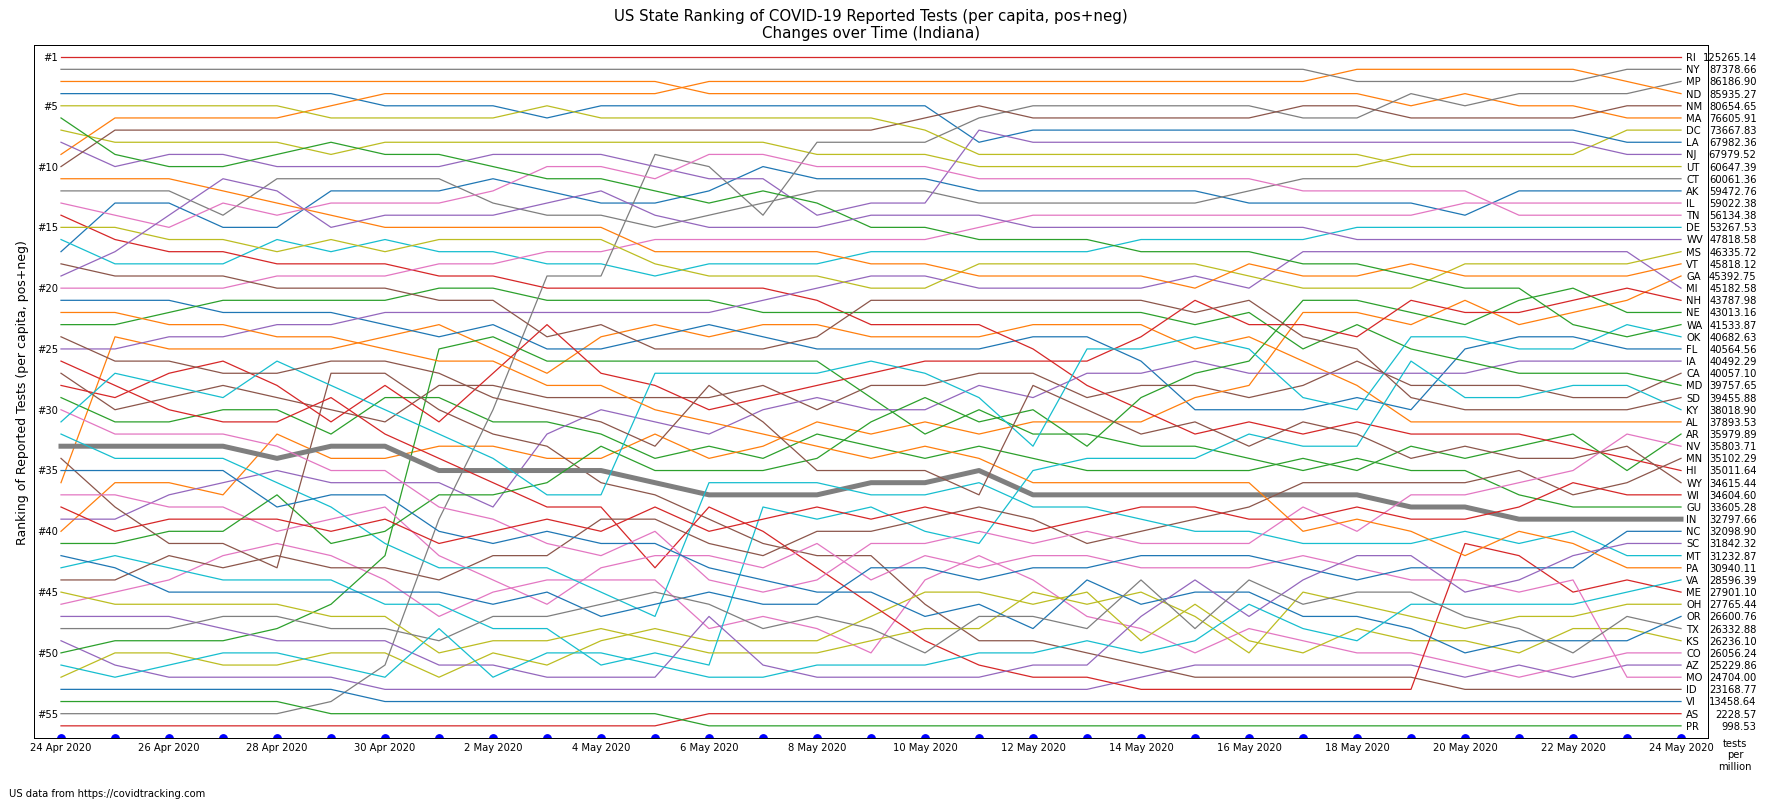 US State Ranking of COVID-19 Reported Tests (per capita, pos+neg)
Changes over Time (Indiana)
Ranking of Reported Tests (per capita, pos+neg)
#1
#5
#10
#15
#20
#25
#30
#35
#40
#45
#50
#55
RI 125265.14
NY 87378.66
MP 86186.90
ND 85935.27
NM 80654.65
MA 76605.91
DC 73667.83
LA 67982.36
NJ 67979.52
UT 60647.39
CT 60061.36
AK 59472.76
IL 59022.38
TN 56134.38
DE 53267.53
WV 47818.58
MS 46335.72
VT 45818.12
GA 45392.75
MI 45182.58
NH 43787.98
NE 43013.16
WA 41533.87
OK 40682.63
FL 40564.56
IA 40492.29
CA 40057.10
MD 39757.65
SD 39455.88
KY 38018.90
AL 37893.53
AR 35979.89
NV 35803.71
MN 35102.29
HI 35011.64
WY 34615.44
WI 34604.60
GU 33605.28
IN 32797.66
NC 32098.90
SC 31842.32
MT 31232.87
PA 30940.11
VA 28596.39
ME 27901.10
OH 27765.44
OR 26600.76
TX 26332.88
KS 26236.10
CO 26056.24
AZ 25229.86
MO 24704.00
ID 23168.77
VI 13458.64
AS 2228.57
PR 998.53
24 Apr 2020 26 Apr 2020 28 Apr 2020 30 Apr 2020 2 May 2020 4 May 2020 6 May 2020 8 May 2020 10 May 2020 12 May 2020 14 May 2020 16 May 2020 18 May 2020 20 May 2020 22 May 2020 24 May 2020
tests
per
million
US data from https://covidtracking.com